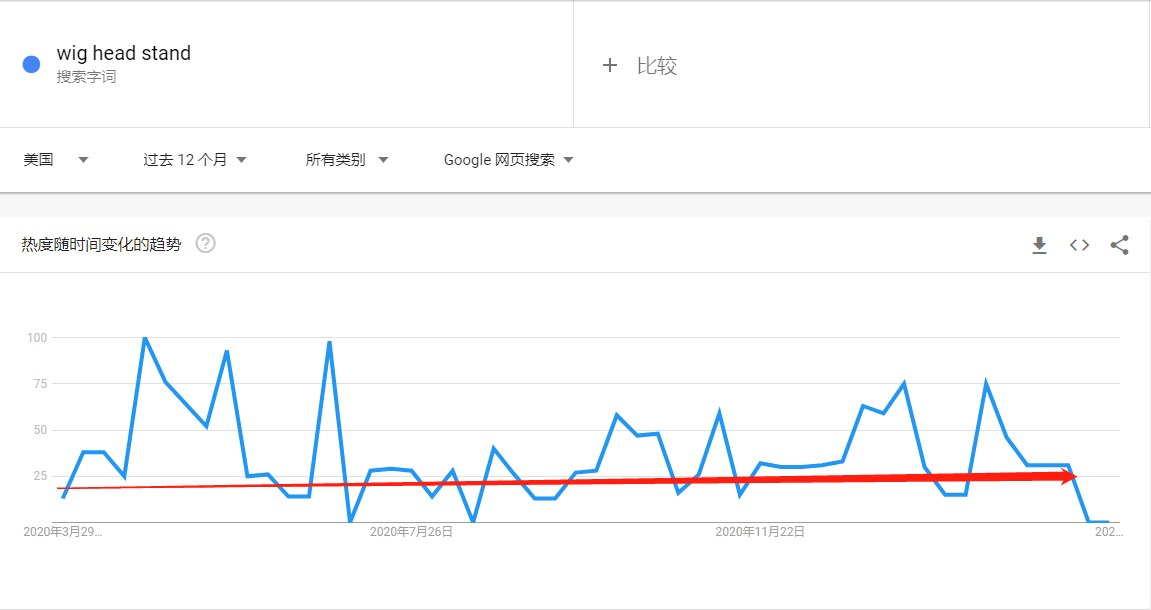 wig head stand
搜索字词
+ 比较
美国 过去 12 个月 所有类别 Google 网页搜索
热度随时间变化的趋势 ?
100
75
50
25
2020年3月29… 2020年7月26日 2020年11月22日 202…